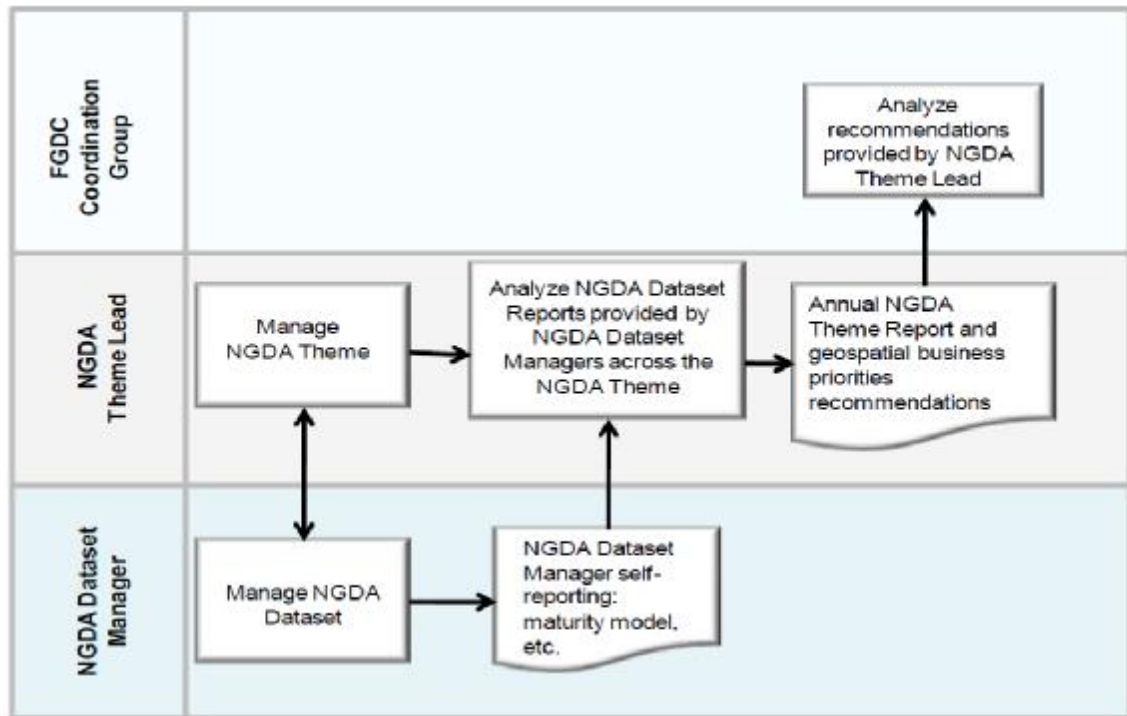 FGDC
Coordination
Group
Analyze
recommendations
provided by NGDA
Theme Lead
NGDA
Theme Lead
Manage
NGDA Theme
Analyze NGDA Dataset
Reports provided by
NGDA Dataset
Managers across the
NGDA Theme
Annual NGDA
Theme Report and
geospatial business
priorities
recommendations
NGDA Dataset
Manager
Manage NGDA
Dataset
NGDA Dataset
Manager self-
reporting:
maturity model,
etc.